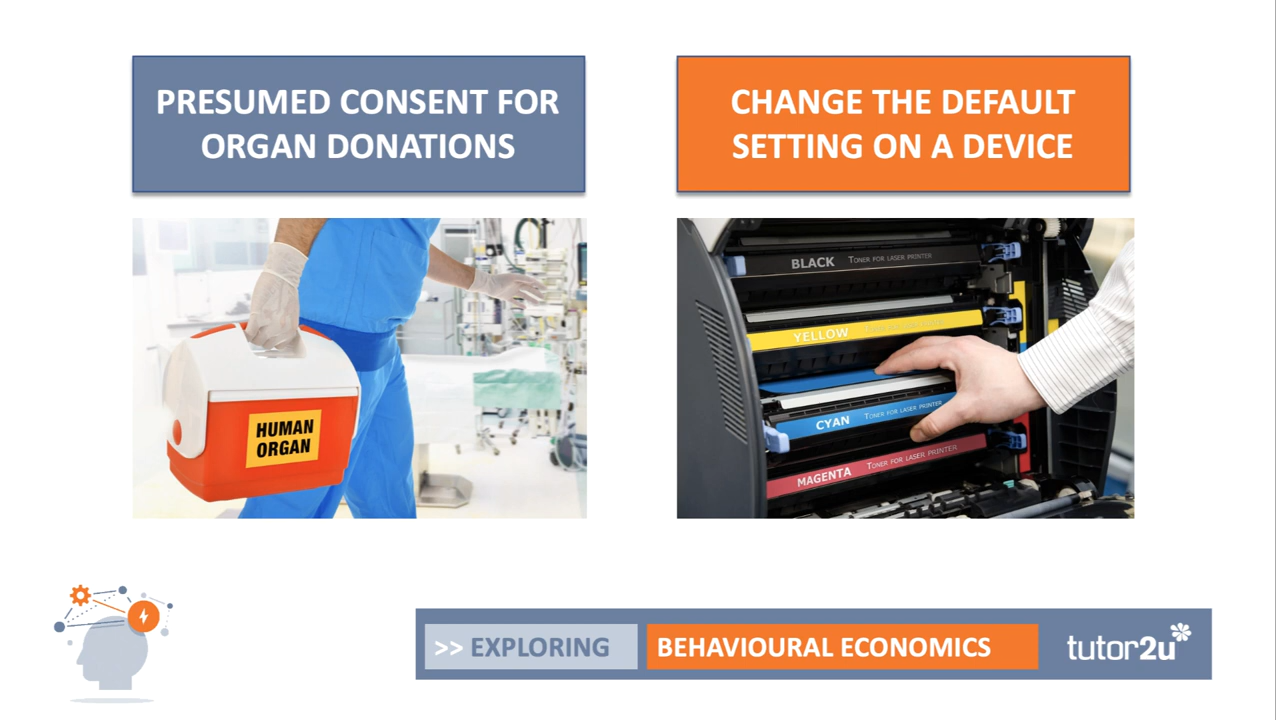 PRESUMED CONSENT FOR
ORGAN DONATIONS
CHANGE THE DEFAULT
SETTING ON A DEVICE
HUMAN
ORGAN
BLACK TONER FOR LASER PRINTER
YELLOW
CYAN TONER FOR LASER PRINTER
MAGENTA TONER FOR LASER PRINTER
>> EXPLORING BEHAVIOURAL ECONOMICS tutor2u